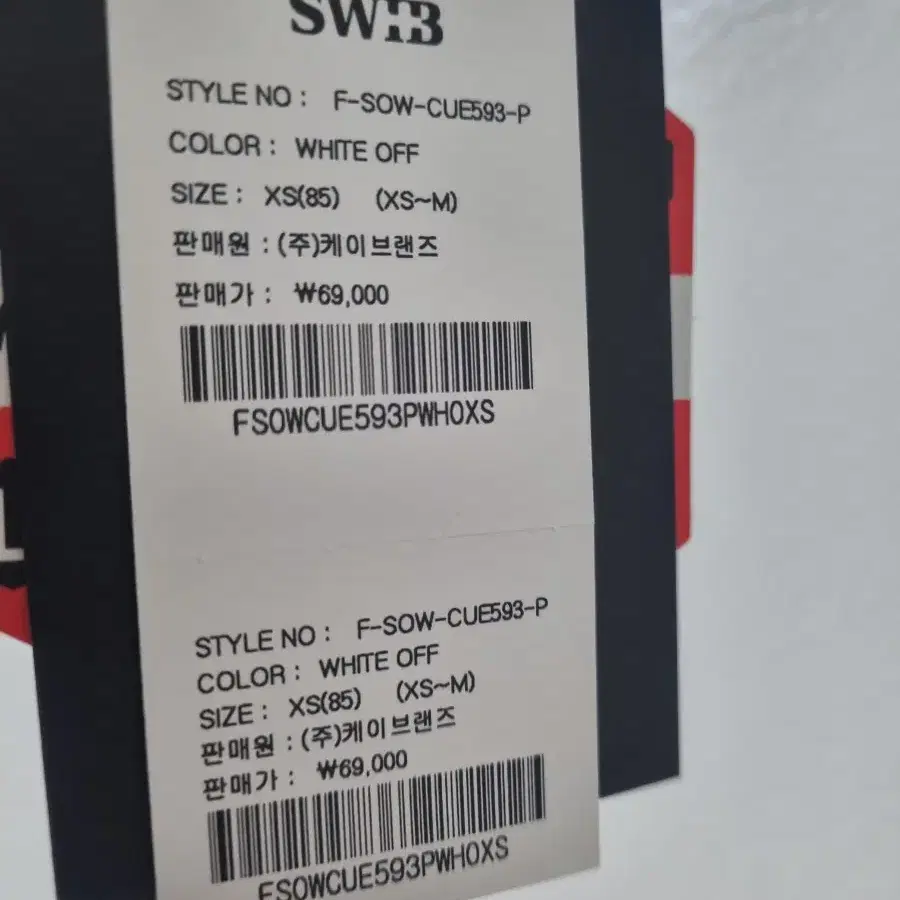 STYLE NO : F-SOW-CUE593-P
COLOR : WHITE OFF
SIZE : XS(85) (XS~M)
판매원 : (주)케이브랜즈
판매가 : ₩69,000
FSOWCUE593PWH0XS
STYLE NO : F-SOW-CUE593-P
COLOR : WHITE OFF
SIZE : XS(85) (XS~M)
판매원 : (주)케이브랜즈
판매가 : ₩69,000
FSOWCUE593PWH0XS